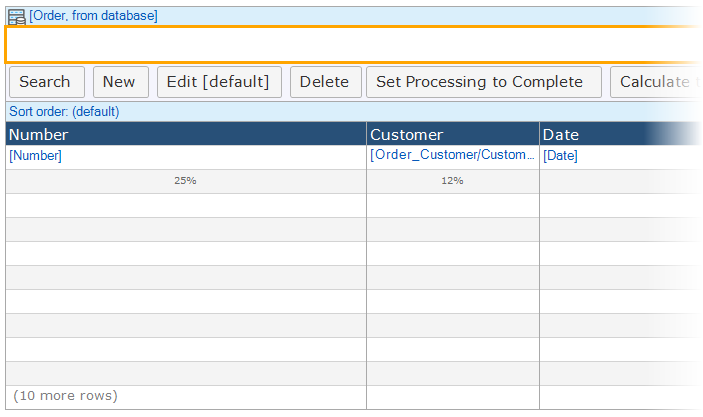 [Order, from database]
Search New Edit [default] Delete Set Processing to Complete Calculate
Sort order: (default)
Number Customer Date
[Number] [Order_Customer/Custom... [Date]
25% 12%
(10 more rows)